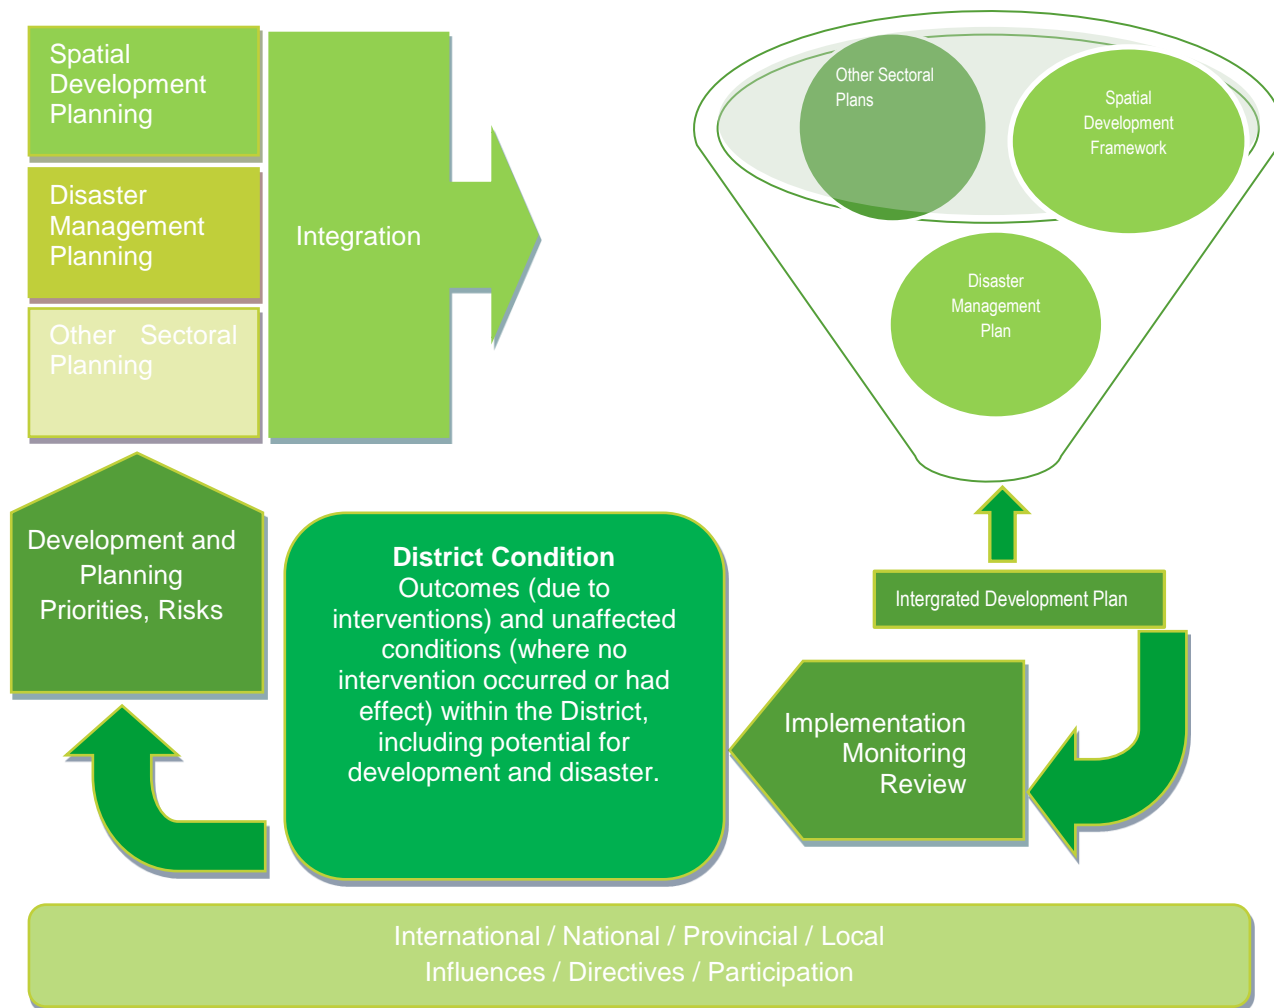 Spatial
Development
Planning
Disaster
Management
Planning
Other Sectoral
Planning
Integration
Other Sectoral
Plans
Spatial
Development
Framework
Disaster
Management
Plan
Development and
Planning
Priorities, Risks
District Condition
Outcomes (due to
interventions) and unaffected
conditions (where no
intervention occurred or had
effect) within the District,
including potential for
development and disaster.
Intergrated Development Plan
Implementation
Monitoring
Review
International / National / Provincial / Local
Influences / Directives / Participation